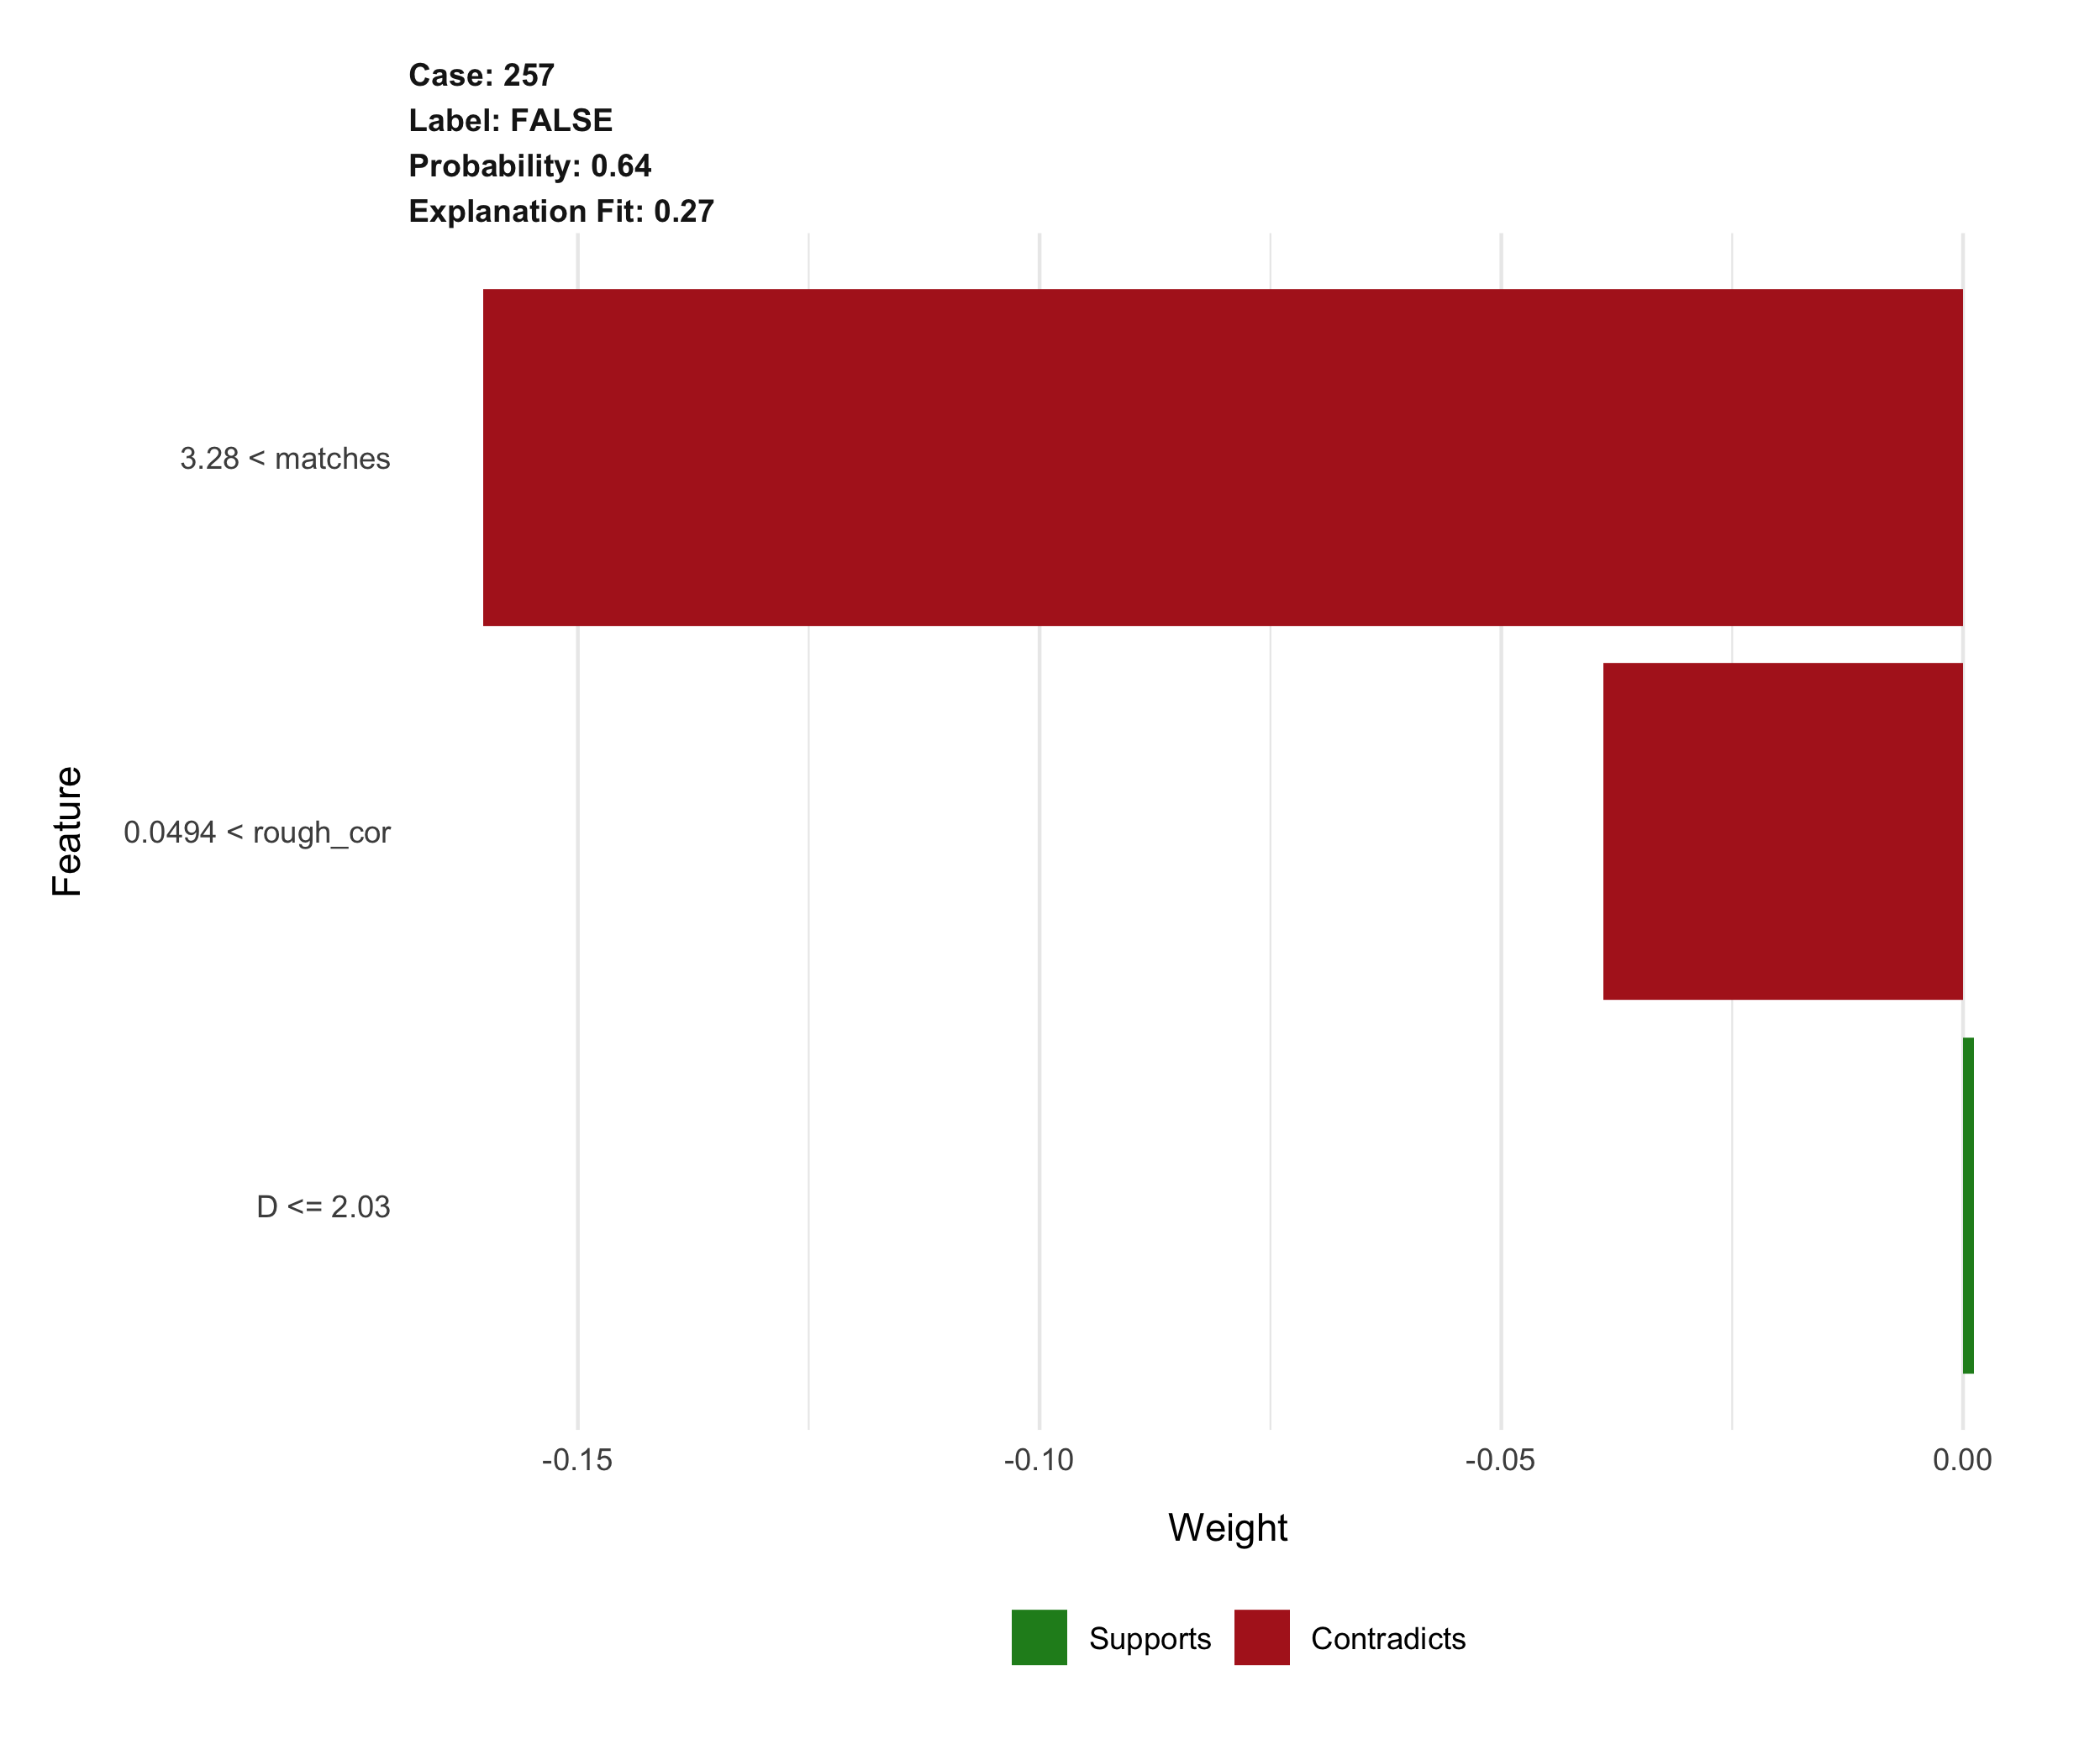 Case: 257
Label: FALSE
Probability: 0.64
Explanation Fit: 0.27
3.28 < matches
0.0494 < rough_cor
D <= 2.03
Feature
-0.15 -0.10 -0.05 0.00
Weight
Supports Contradicts